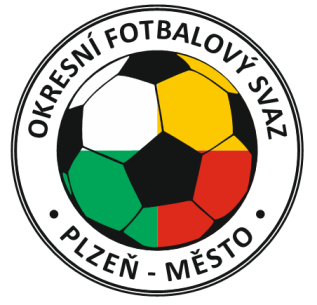 OKRESNÍ FOTBALOVÝ SVAZ
• PLZEŇ - MĚSTO •